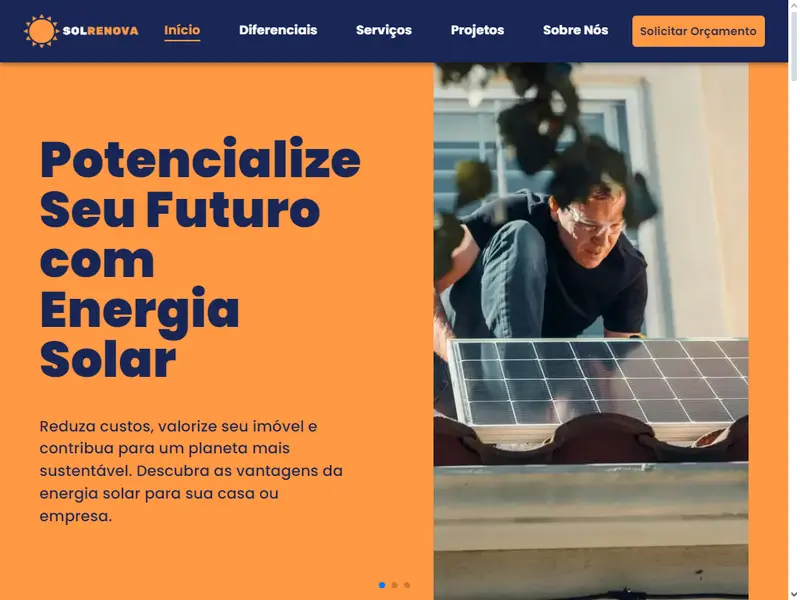 SOLRENOVA
Início
Diferenciais
Serviços
Projetos
Sobre Nós
Solicitar Orçamento
Potencialize
Seu Futuro
com
Energia
Solar
Reduza custos, valorize seu imóvel e
contribua para um planeta mais
sustentável. Descubra as vantagens da
energia solar para sua casa ou
empresa.